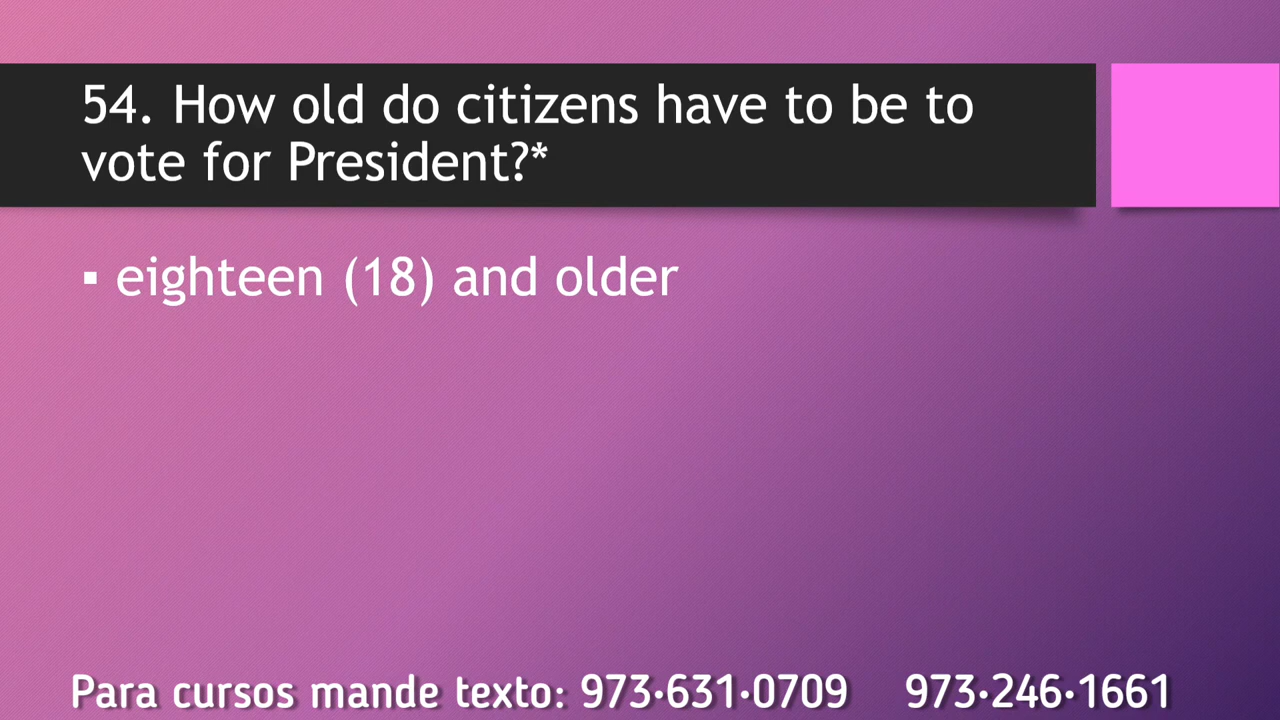 54. How old do citizens have to be to
vote for President?*
▪ eighteen (18) and older
Para cursos mande texto: 973·631·0709 973·246·1661